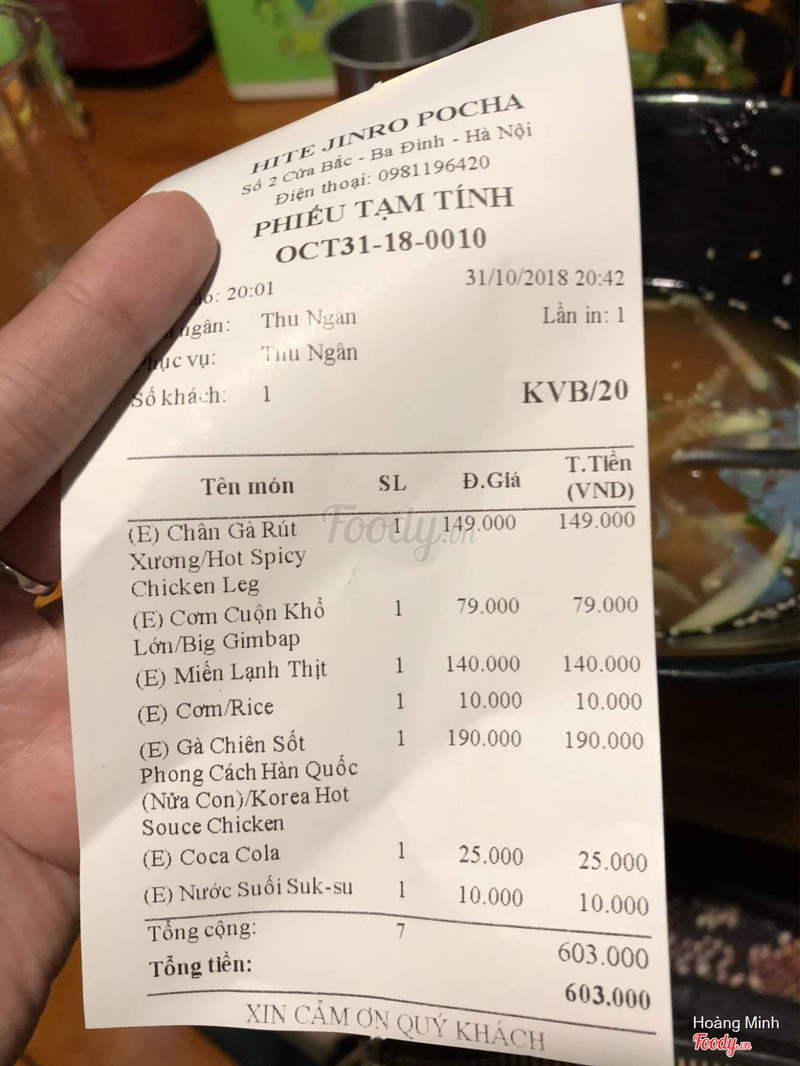 HITE JINRO POCHA
Số 2 Cửa Bắc - Ba Đình - Hà Nội
Điện thoại: 0981196420
PHIẾU TẠM TÍNH
OCT31-18-0010
20:01 31/10/2018 20:42
ngân: Thu Ngân Lần in: 1
Phục vụ: Thu Ngân
Số khách: 1 KVB/20
Tên món SL Đ.Giá T.Tiền
(VND)
(E) Chân Gà Rút 1 149.000 149.000
Xương/Hot Spicy
Chicken Leg
(E) Cơm Cuộn Khổ 1 79.000 79.000
Lớn/Big Gimbap
(E) Miến Lạnh Thịt 1 140.000 140.000
(E) Cơm/Rice 1 10.000 10.000
(E) Gà Chiên Sốt 1 190.000 190.000
Phong Cách Hàn Quốc
(Nửa Con)/Korea Hot
Souce Chicken
(E) Coca Cola 1 25.000 25.000
(E) Nước Suối Suk-su 1 10.000 10.000
Tổng cộng: 7 603.000
Tổng tiền: 603.000
XIN CẢM ƠN QUÝ KHÁCH
Foody.vn
Hoàng Minh
Foody.vn